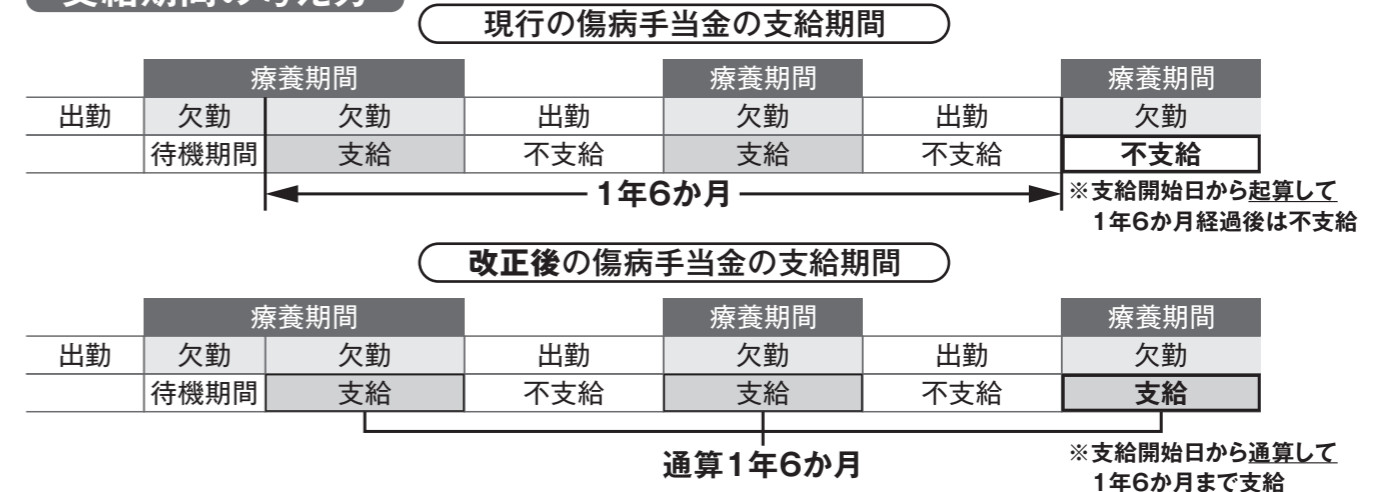 現行の傷病手当金の支給期間
療養期間 療養期間 療養期間
出勤 欠勤 欠勤 出勤 欠勤 出勤 欠勤
待機期間 支給 不支給 支給 不支給 不支給
1年6か月
※支給開始日から起算して
1年6か月経過後は不支給
改正後の傷病手当金の支給期間
療養期間 療養期間 療養期間
出勤 欠勤 欠勤 出勤 欠勤 出勤 欠勤
待機期間 支給 不支給 支給 不支給 支給
通算1年6か月
※支給開始日から通算して
1年6か月まで支給